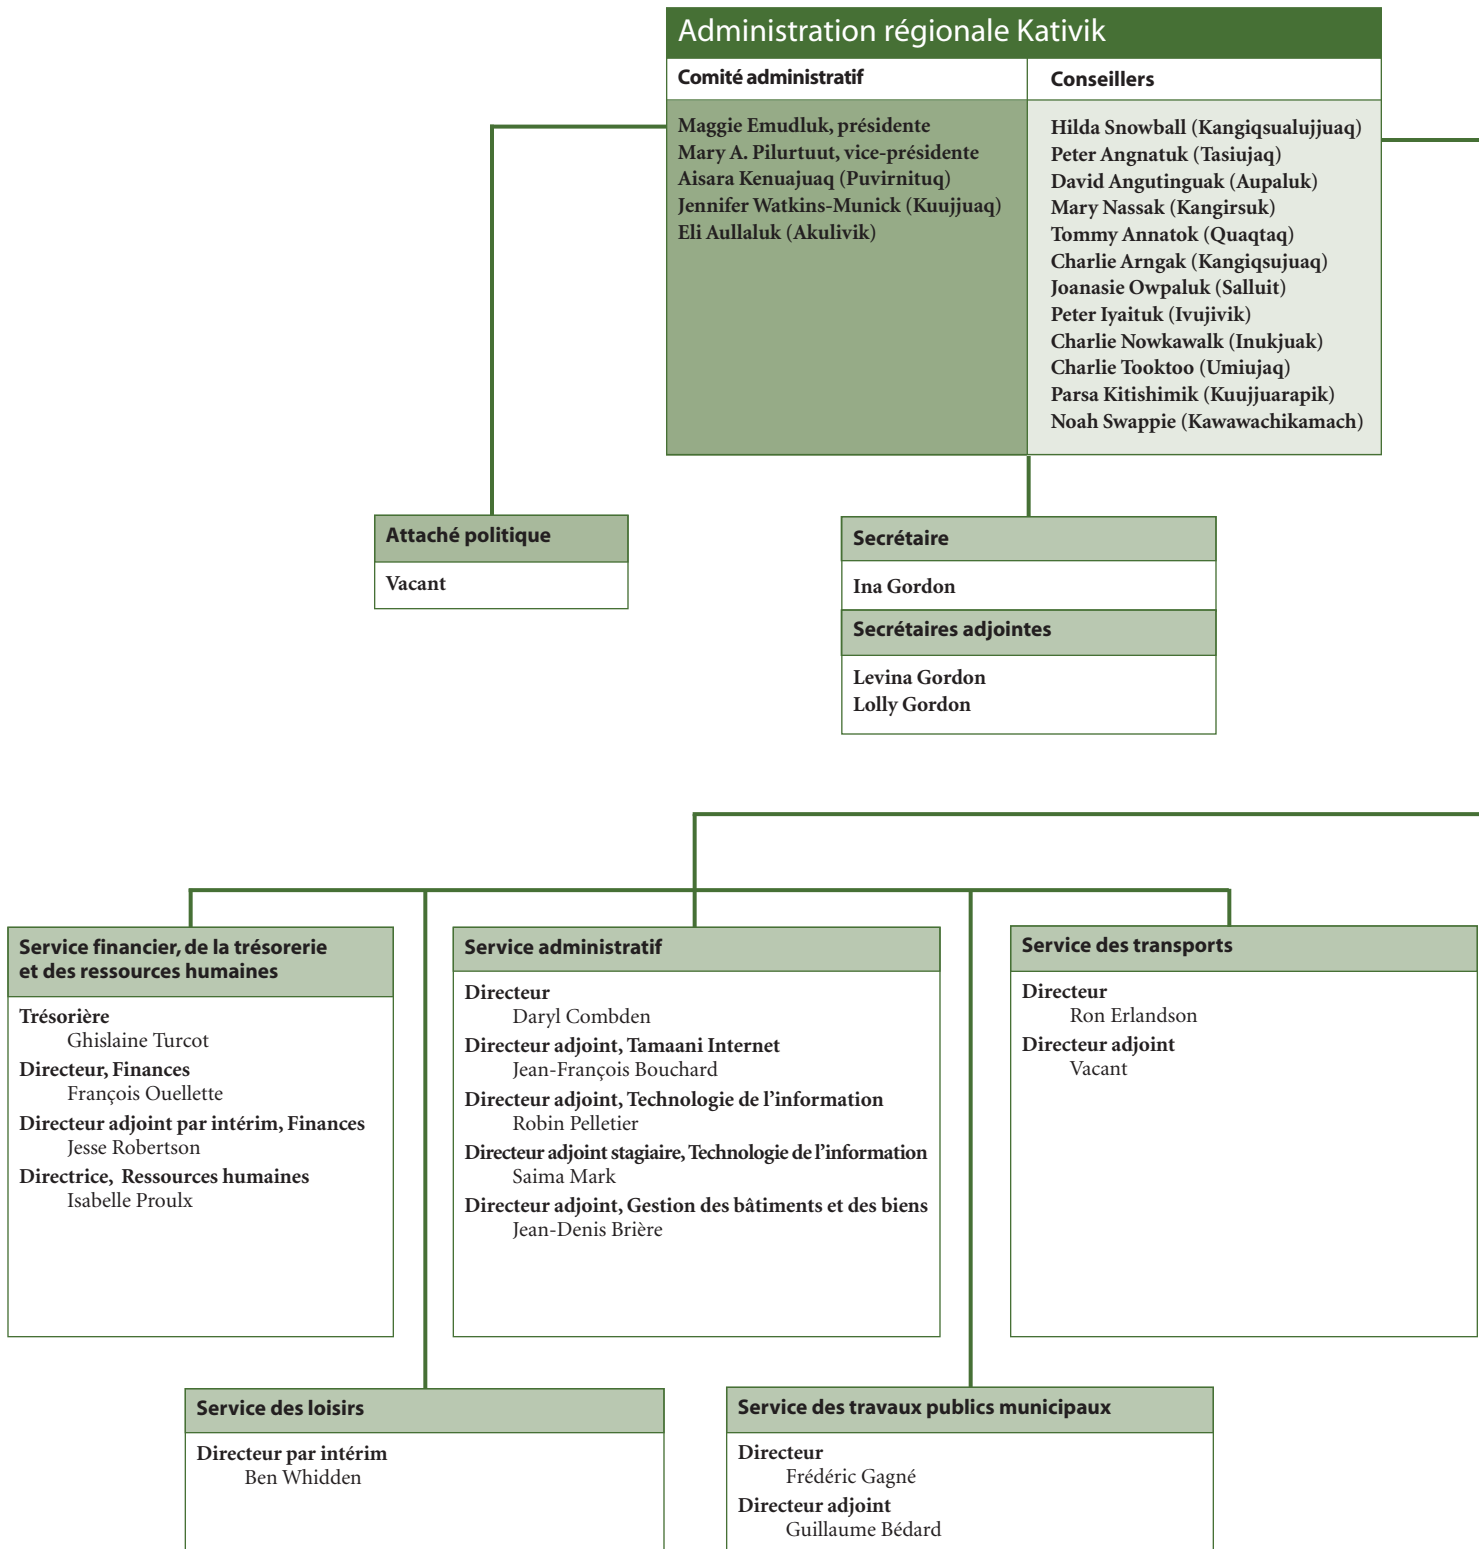 Administration régionale Kativik
Comité administratif
Maggie Emudluk, présidente
Mary A. Pilurtuut, vice-présidente
Aisara Kenuajuaq (Puvirnituq)
Jennifer Watkins-Munick (Kuujjuaq)
Eli Aullaluk (Akulivik)
Conseillers
Hilda Snowball (Kangiqsualujjuaq)
Peter Angnatuk (Tasiujaq)
David Angutinguak (Aupaluk)
Mary Nassak (Kangirsuk)
Tommy Annatok (Quaqtaq)
Charlie Arngak (Kangiqsujuaq)
Joanasie Owpaluk (Salluit)
Peter Iyaituk (Ivujivik)
Charlie Nowkawalk (Inukjuak)
Charlie Tooktoo (Umiujaq)
Parsa Kitishimik (Kuujjuarapik)
Noah Swappie (Kawawachikamach)
Attaché politique
Vacant
Secrétaire
Ina Gordon
Secrétaires adjointes
Levina Gordon
Lolly Gordon
Service financier, de la trésorerie
et des ressources humaines
Trésorière
Ghislaine Turcot
Directeur, Finances
François Ouellette
Directeur adjoint par intérim, Finances
Jesse Robertson
Directrice, Ressources humaines
Isabelle Proulx
Service administratif
Directeur
Daryl Combden
Directeur adjoint, Tamaani Internet
Jean-François Bouchard
Directeur adjoint, Technologie de l'information
Robin Pelletier
Directeur adjoint stagiaire, Technologie de l'information
Saima Mark
Directeur adjoint, Gestion des bâtiments et des biens
Jean-Denis Brière
Service des transports
Directeur
Ron Erlandson
Directeur adjoint
Vacant
Service des loisirs
Directeur par intérim
Ben Whidden
Service des travaux publics municipaux
Directeur
Frédéric Gagné
Directeur adjoint
Guillaume Bédard